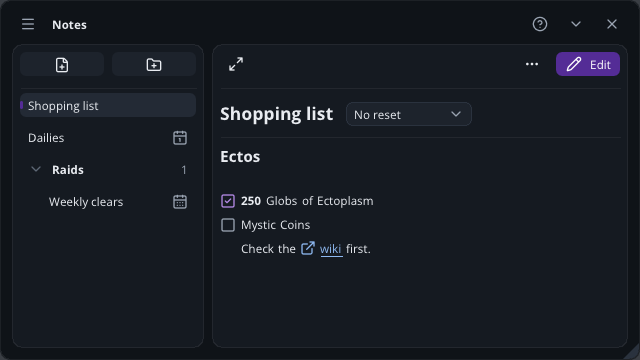 Notes
Shopping list
Dailies
Raids 1
Weekly clears
Edit
Shopping list No reset
Ectos
250 Globs of Ectoplasm
Mystic Coins
Check the wiki first.